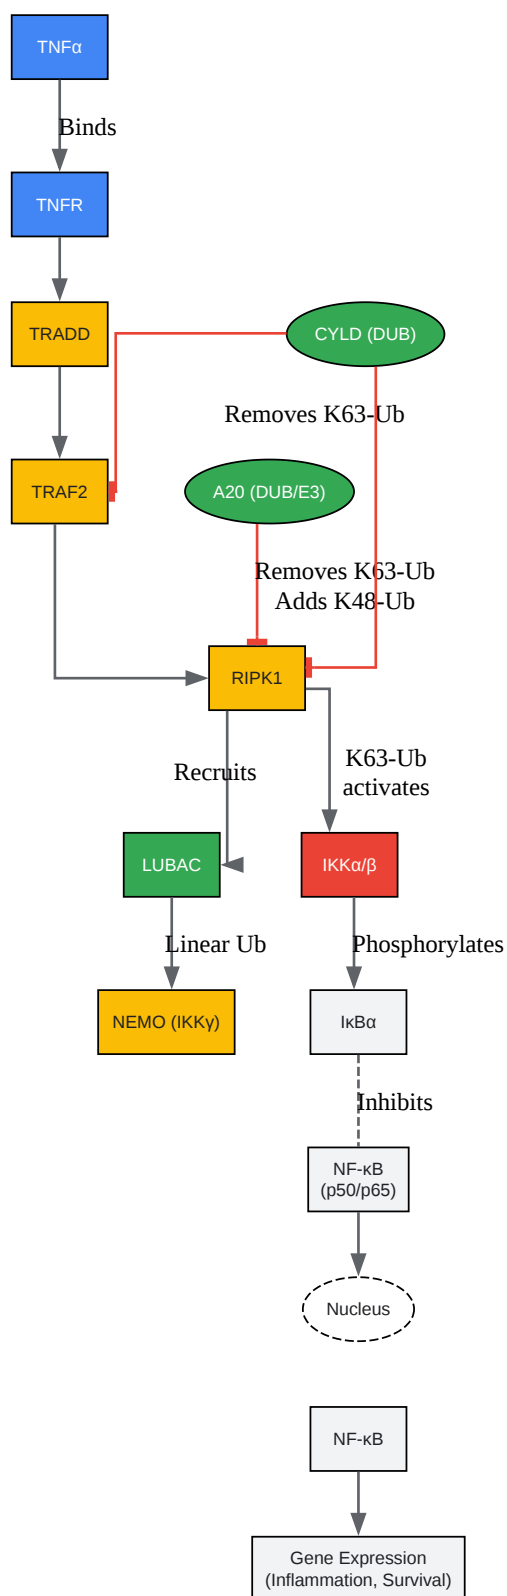 TNFα
Binds
TNFR
TRADD
CYLD (DUB)
Removes K63-Ub
TRAF2
A20 (DUB/E3)
Removes K63-Ub
Adds K48-Ub
RIPK1
Recruits
K63-Ub
activates
LUBAC
IKKα/β
Linear Ub
Phosphorylates
NEMO (IKKγ)
IκBα
Inhibits
NF-κB
(p50/p65)
Nucleus
NF-κB
Gene Expression
(Inflammation, Survival)